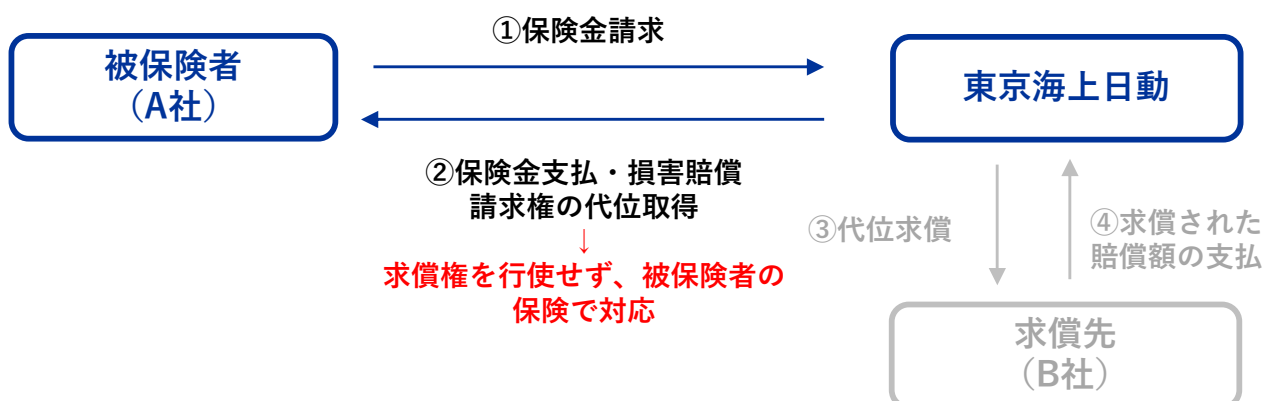 ①保険金請求
被保険者
（A社）
東京海上日動
②保険金支払・損害賠償
請求権の代位取得
↓
求償権を行使せず、被保険者の
保険で対応
③代位求償
④求償された
賠償額の支払
求償先
（B社）